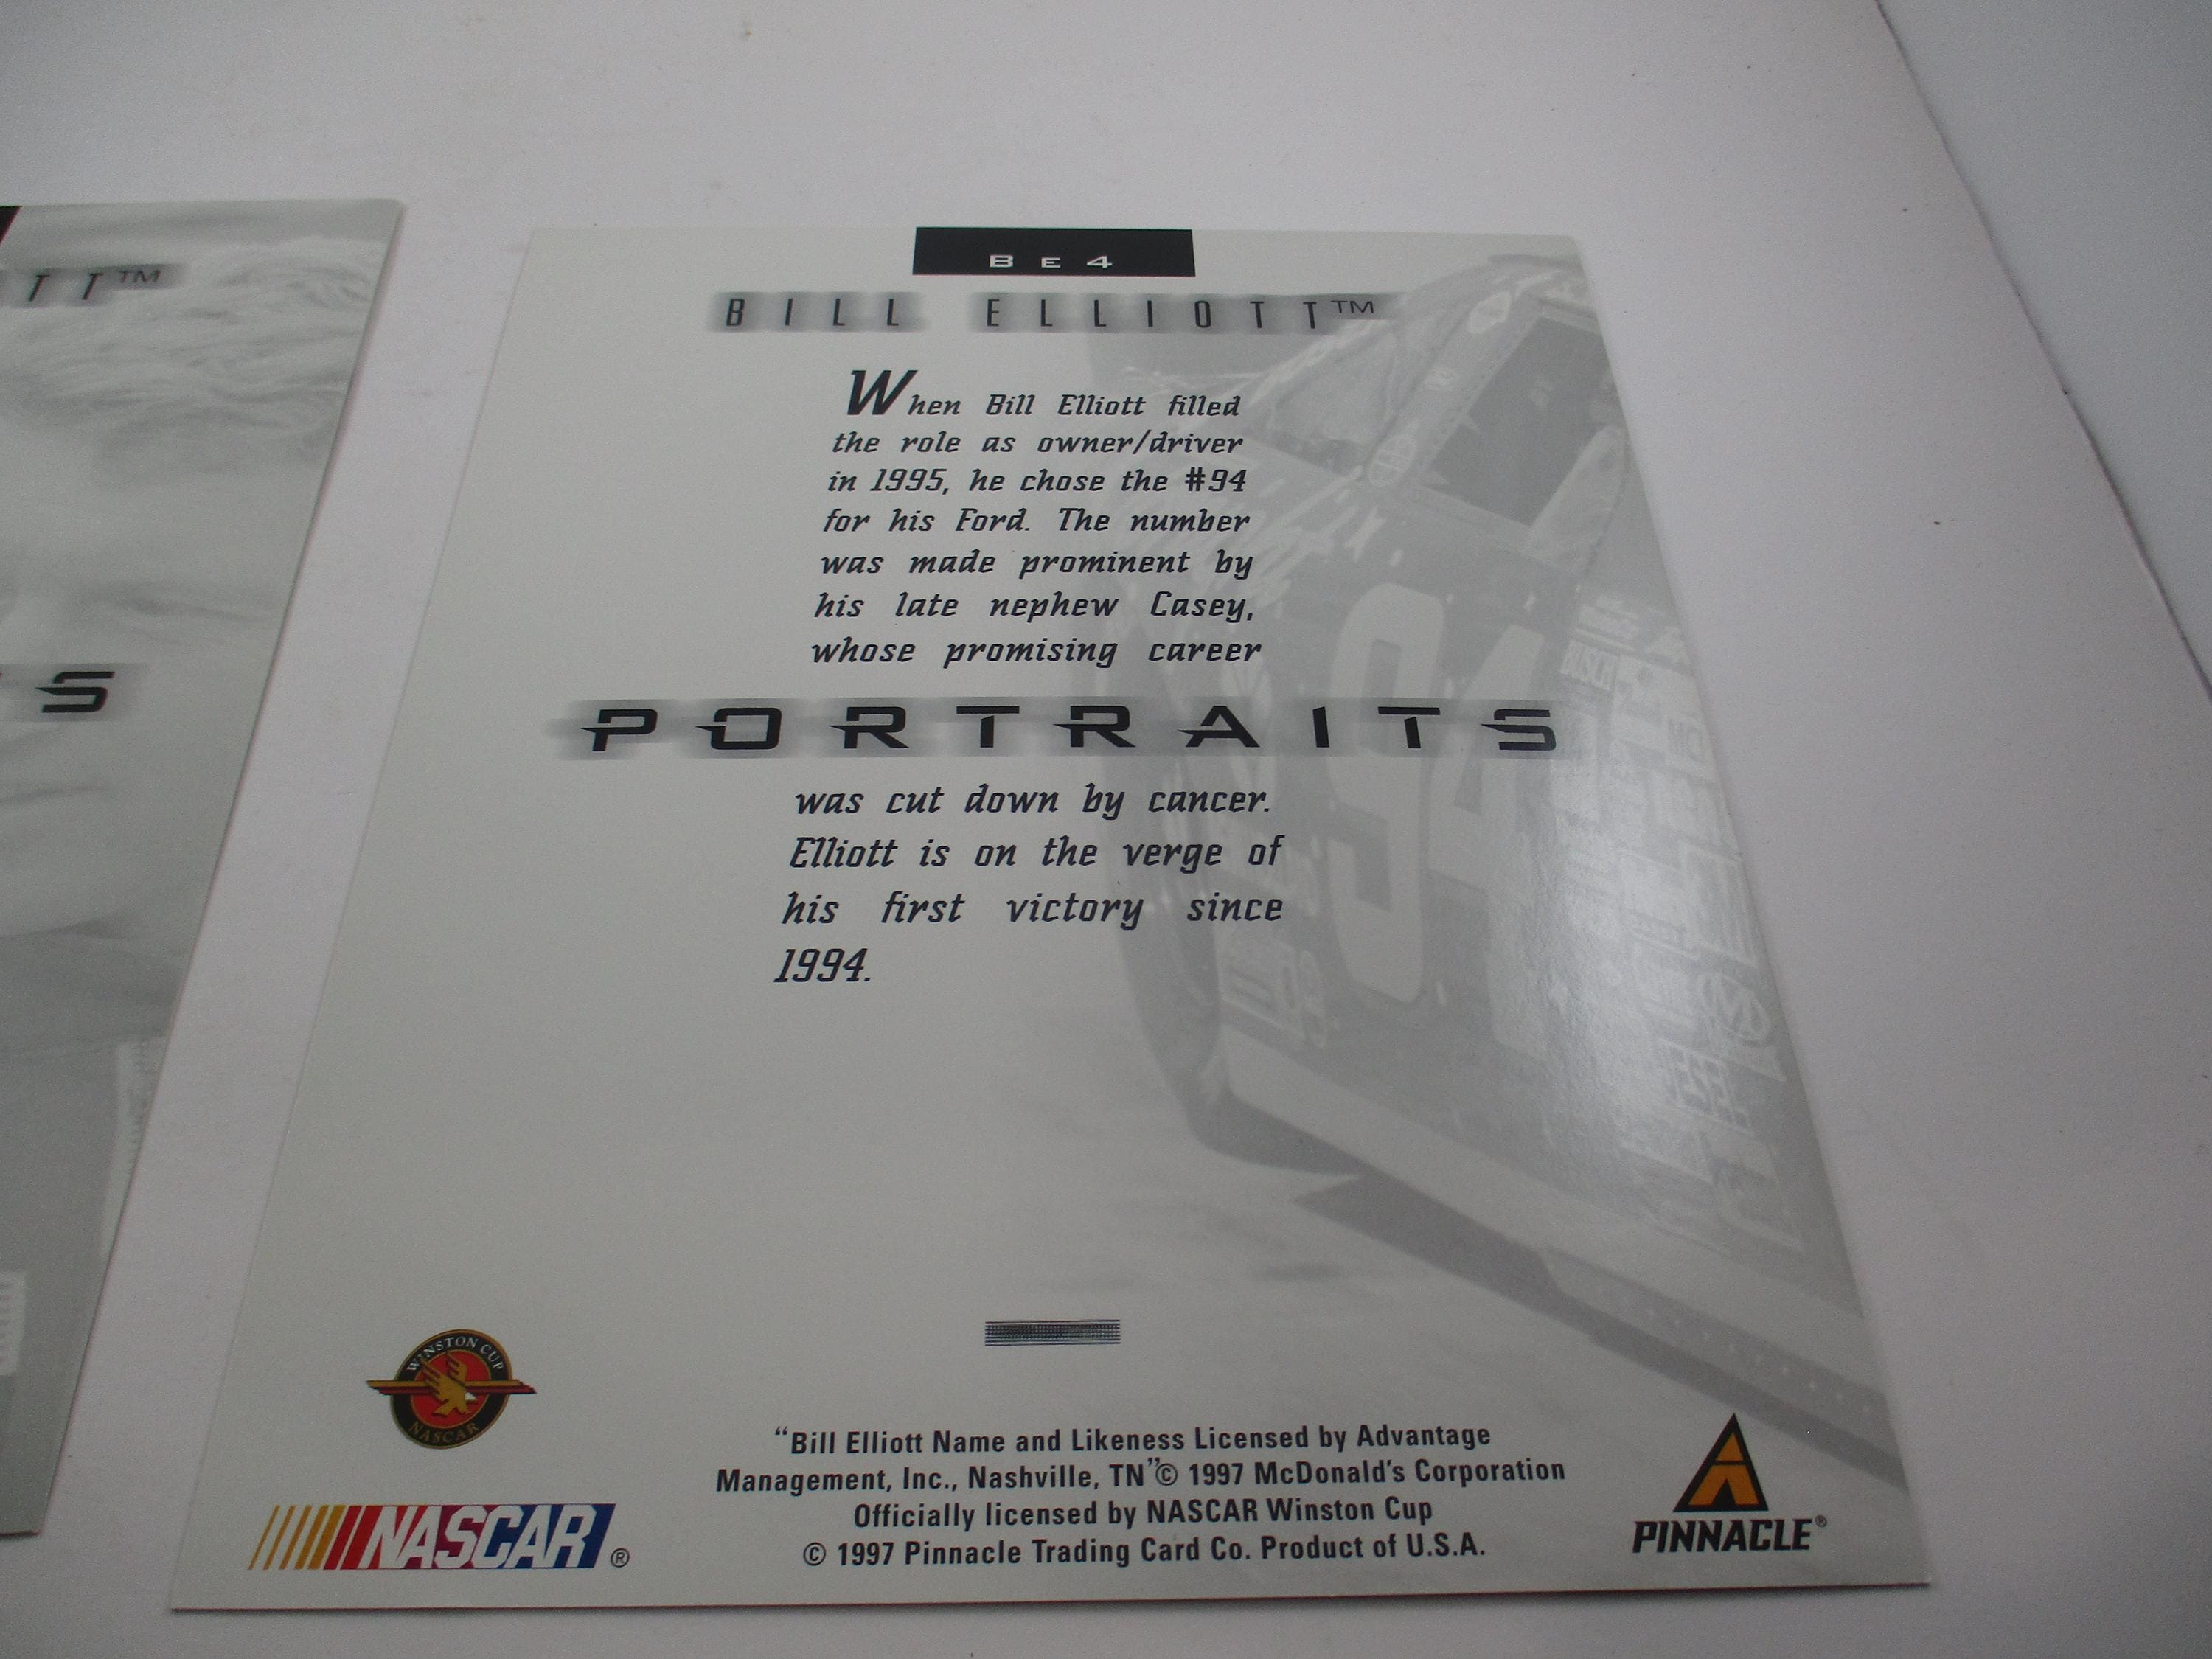 T T™
S
BE4
BILL ELLIOTT™
When Bill Elliott filled
the role as owner/driver
in 1995, he chose the #94
for his Ford. The number
was made prominent by
his late nephew Casey,
whose promising career
PORTRAITS
was cut down by cancer.
Elliott is on the verge of
his first victory since
1994.
94
BUSCH
WINSTON CUP
NASCAR
NASCAR®
“Bill Elliott Name and Likeness Licensed by Advantage
Management, Inc., Nashville, TN”© 1997 McDonald's Corporation
Officially licensed by NASCAR Winston Cup
© 1997 Pinnacle Trading Card Co. Product of U.S.A.
PINNACLE®